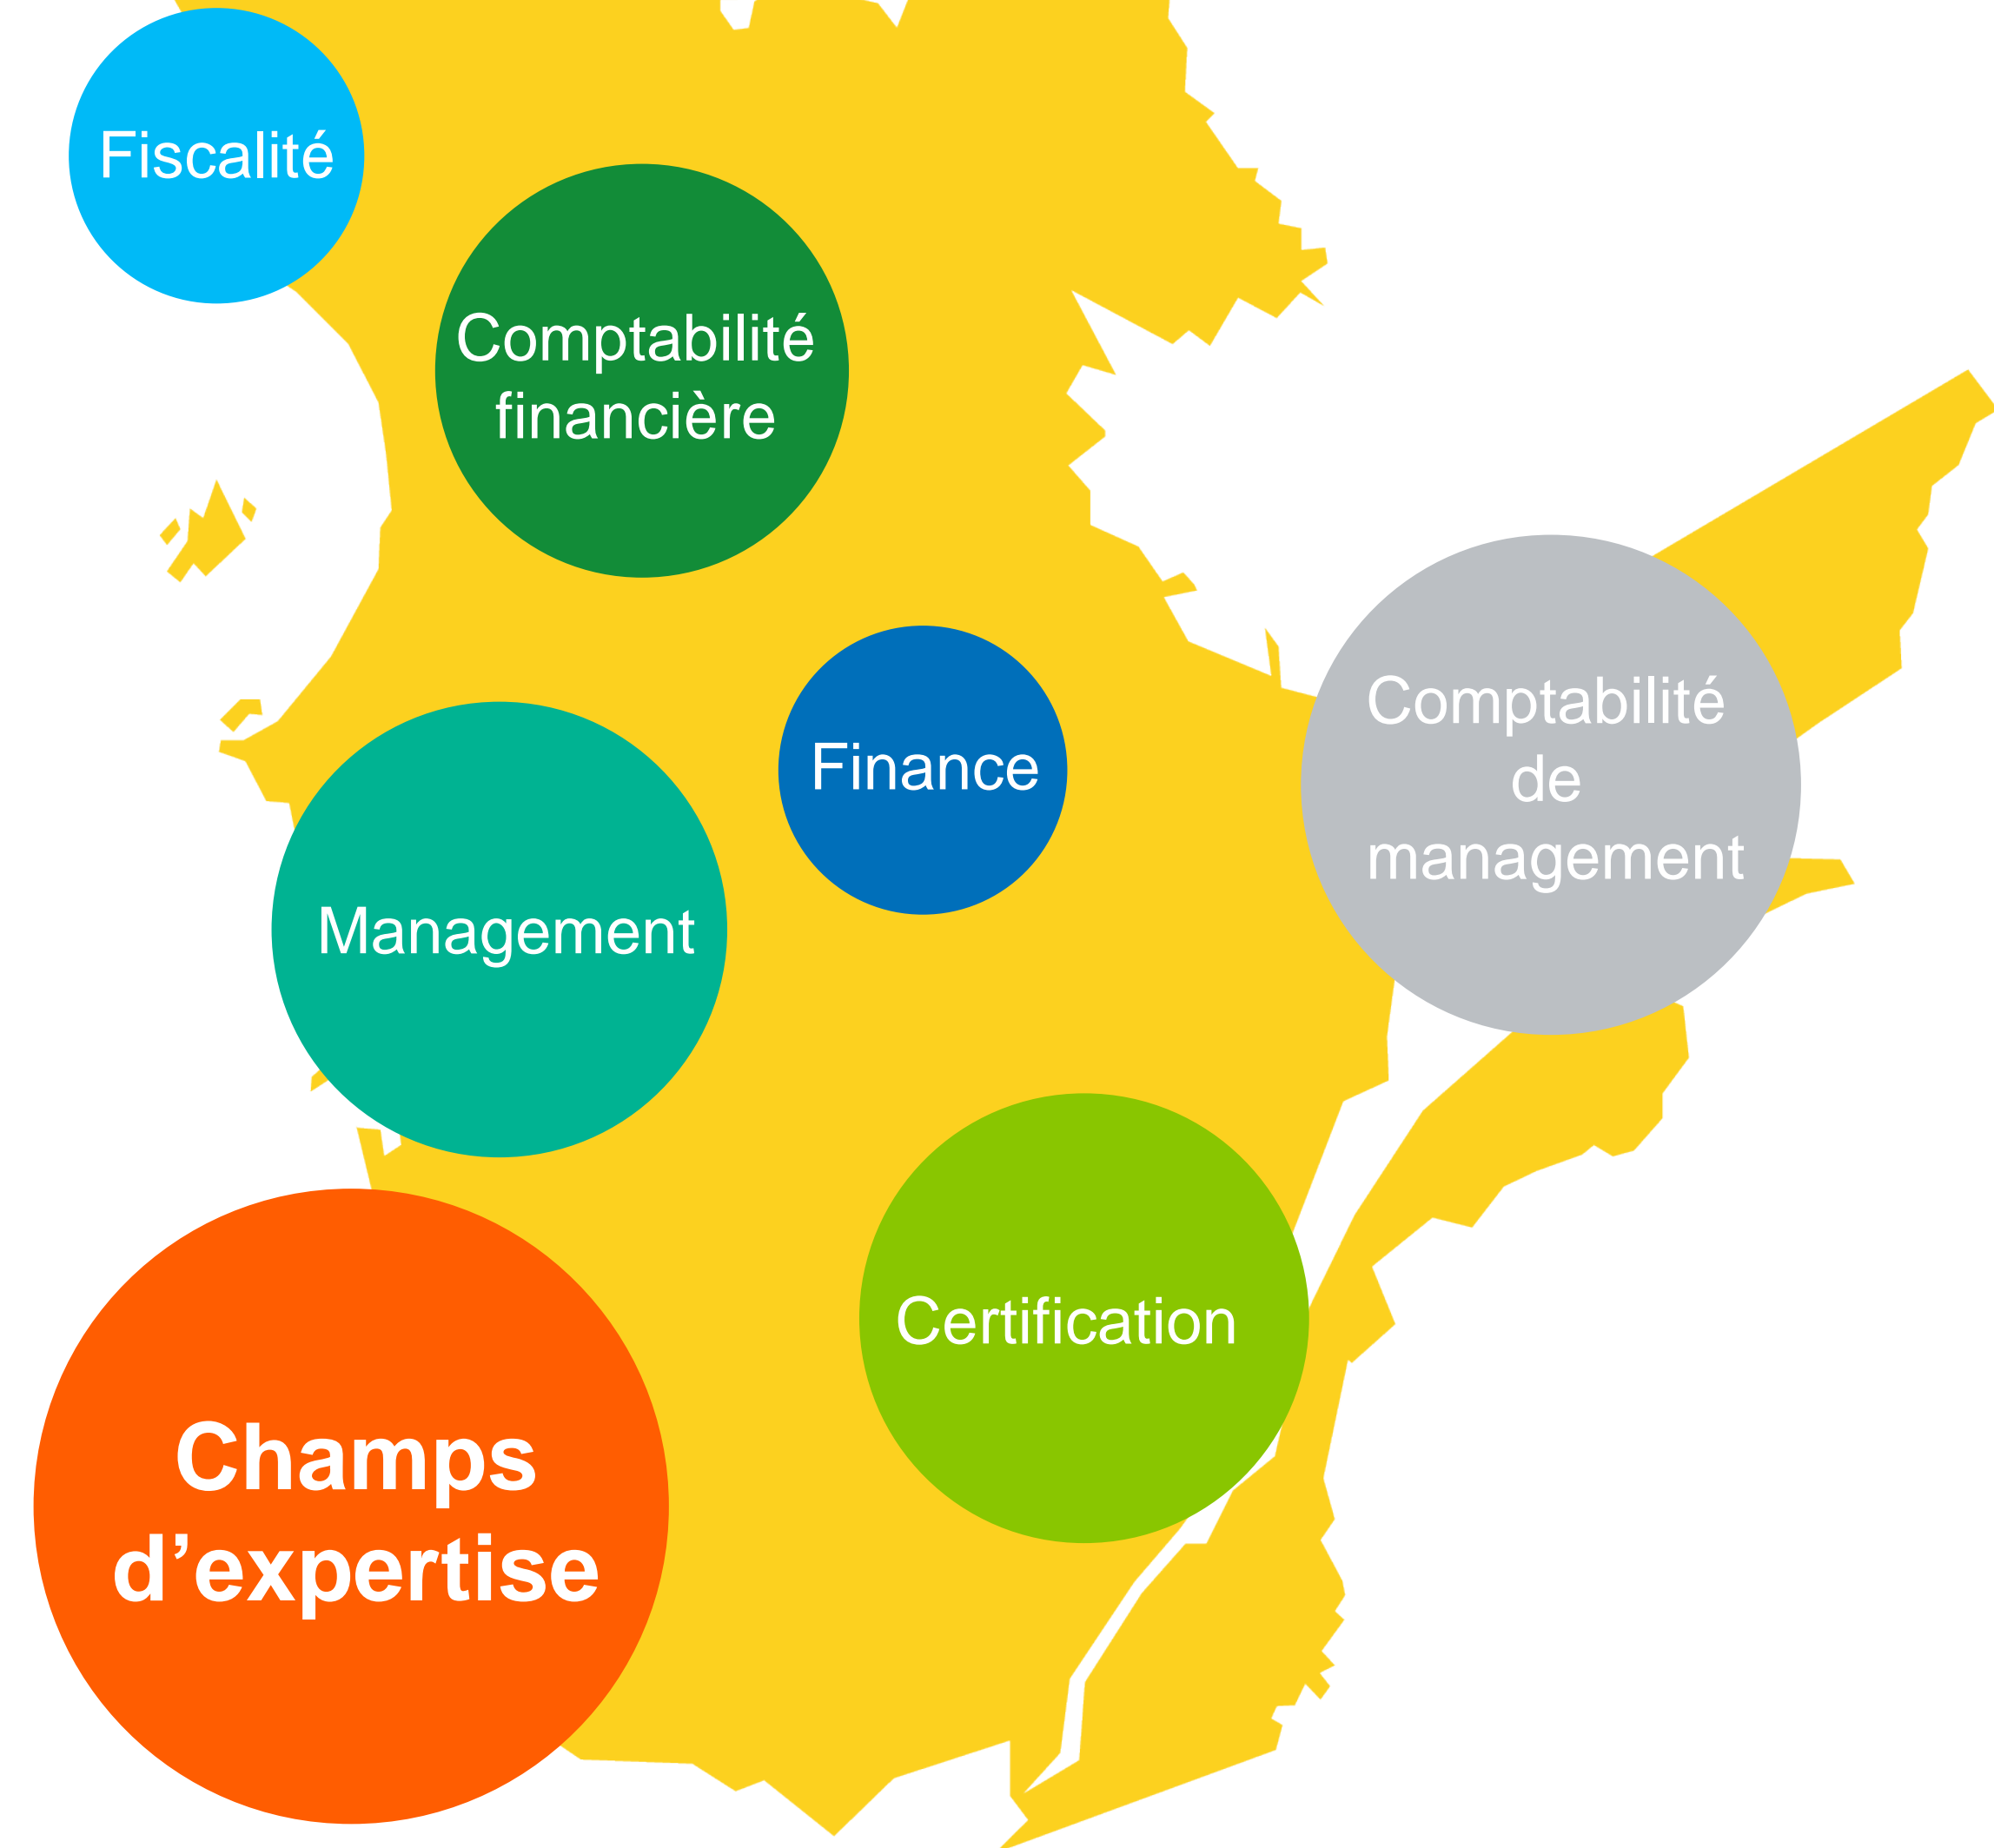 Fiscalité
Comptabilité
financière
Finance
Comptabilité
de
management
Management
Certification
Champs
d’expertise